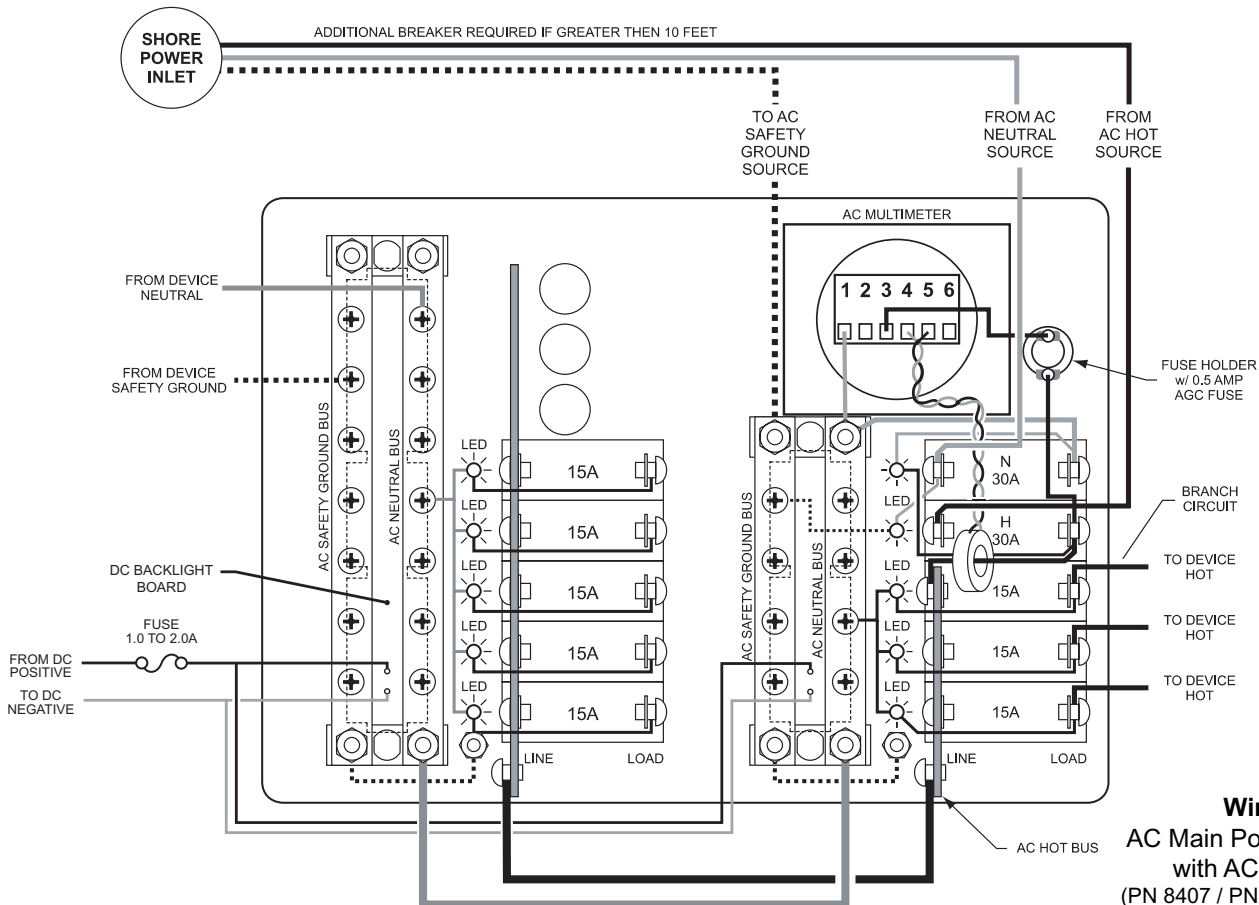 SHORE
POWER
INLET
ADDITIONAL BREAKER REQUIRED IF GREATER THEN 10 FEET
TO AC
SAFETY
GROUND
SOURCE
FROM AC
NEUTRAL
SOURCE
FROM
AC HOT
SOURCE
AC MULTIMETER
1 2 3 4 5 6
FROM DEVICE
NEUTRAL
FROM DEVICE
SAFETY GROUND
AC SAFETY GROUND BUS
AC NEUTRAL BUS
DC BACKLIGHT
BOARD
FUSE
1.0 TO 2.0A
FROM DC
POSITIVE
TO DC
NEGATIVE
LED
15A
LED
15A
LED
15A
LED
15A
LED
15A
LINE
LOAD
FUSE HOLDER
w/ 0.5 AMP
AGC FUSE
AC SAFETY GROUND BUS
AC NEUTRAL BUS
N
30A
LED
H
30A
LED
15A
LED
15A
LED
15A
LINE
LOAD
BRANCH
CIRCUIT
TO DEVICE
HOT
TO DEVICE
HOT
TO DEVICE
HOT
AC HOT BUS
Wir
AC Main Po
with AC
(PN 8407 / PN